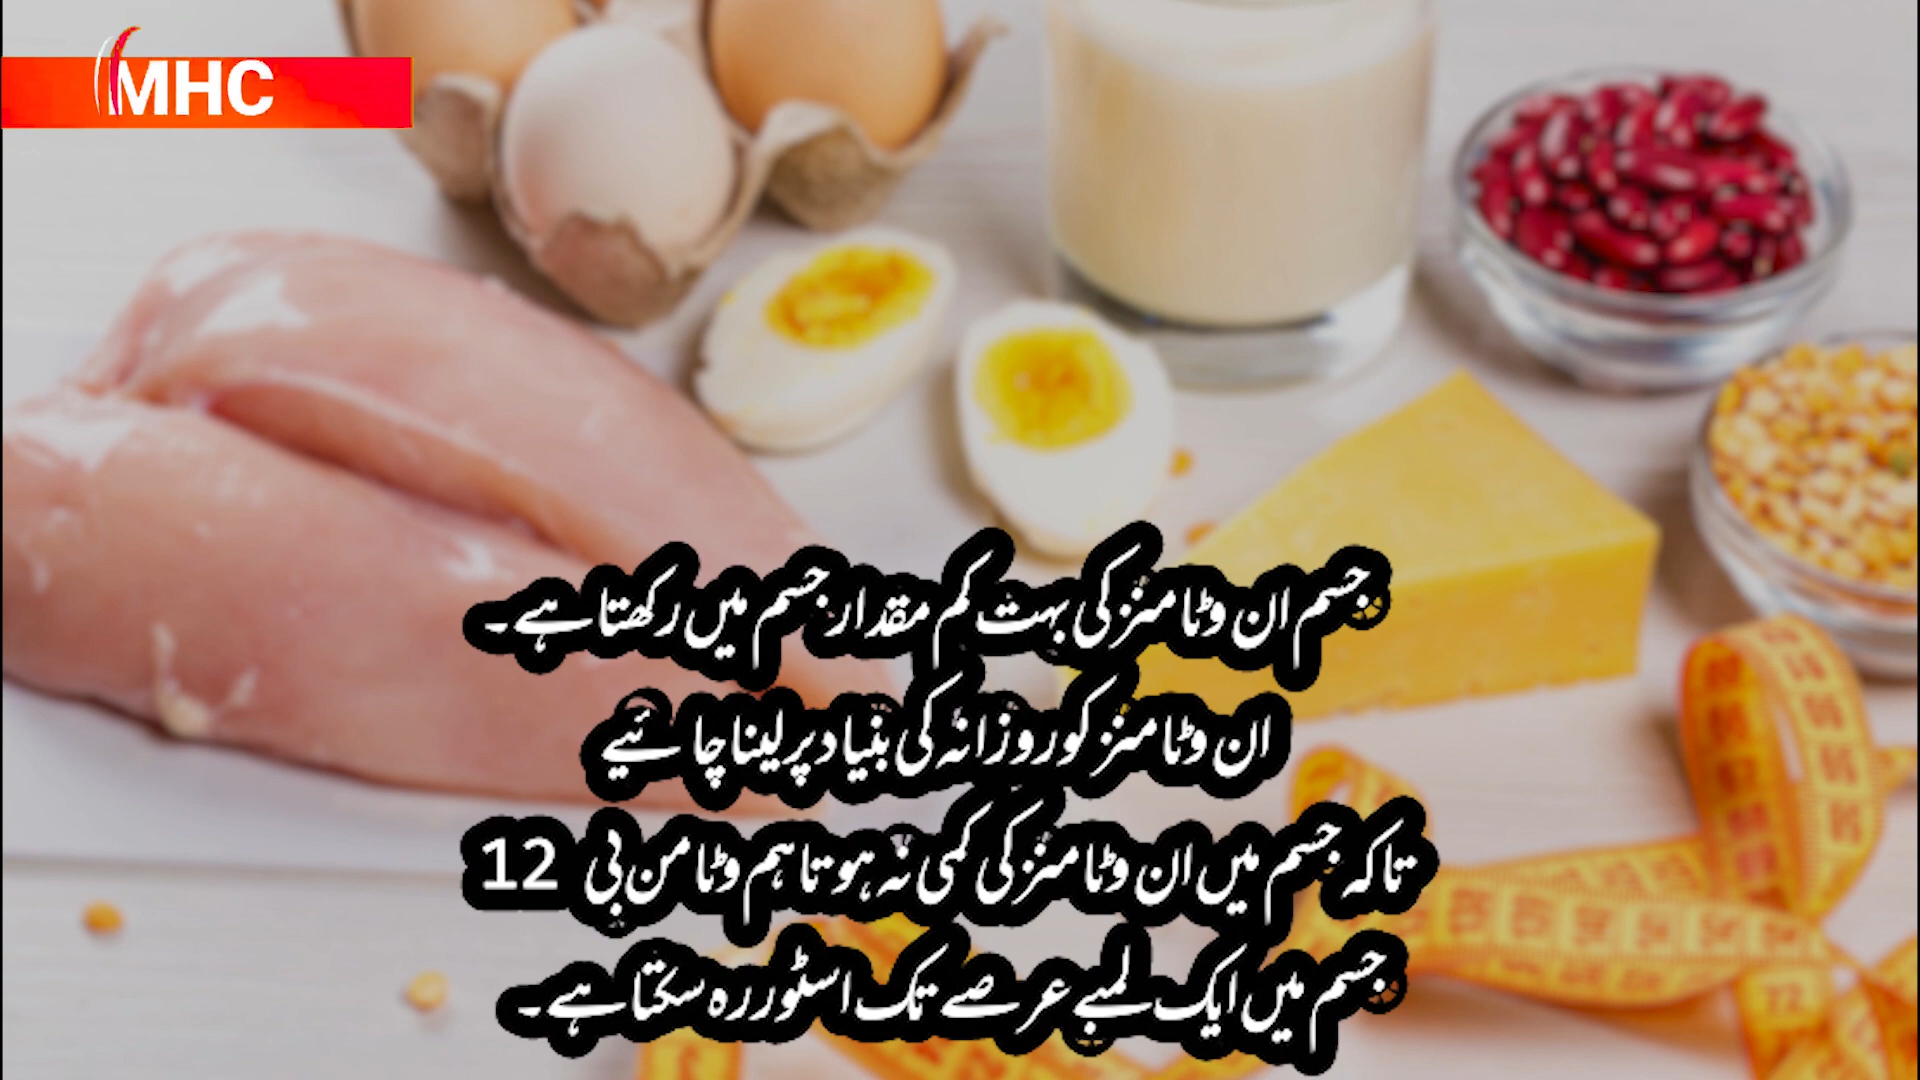 MHC
جسم ان وٹامنز کی بہت کم مقدار جسم میں رکھتا ہے۔
ان وٹامنز کو روزانہ کی بنیاد پر لینا چائیے
تاکہ جسم میں ان وٹامنز کی کمی نہ ہو تاہم وٹامن بی 12
جسم میں ایک لمبے عرصے تک اسٹور رہ سکتا ہے۔